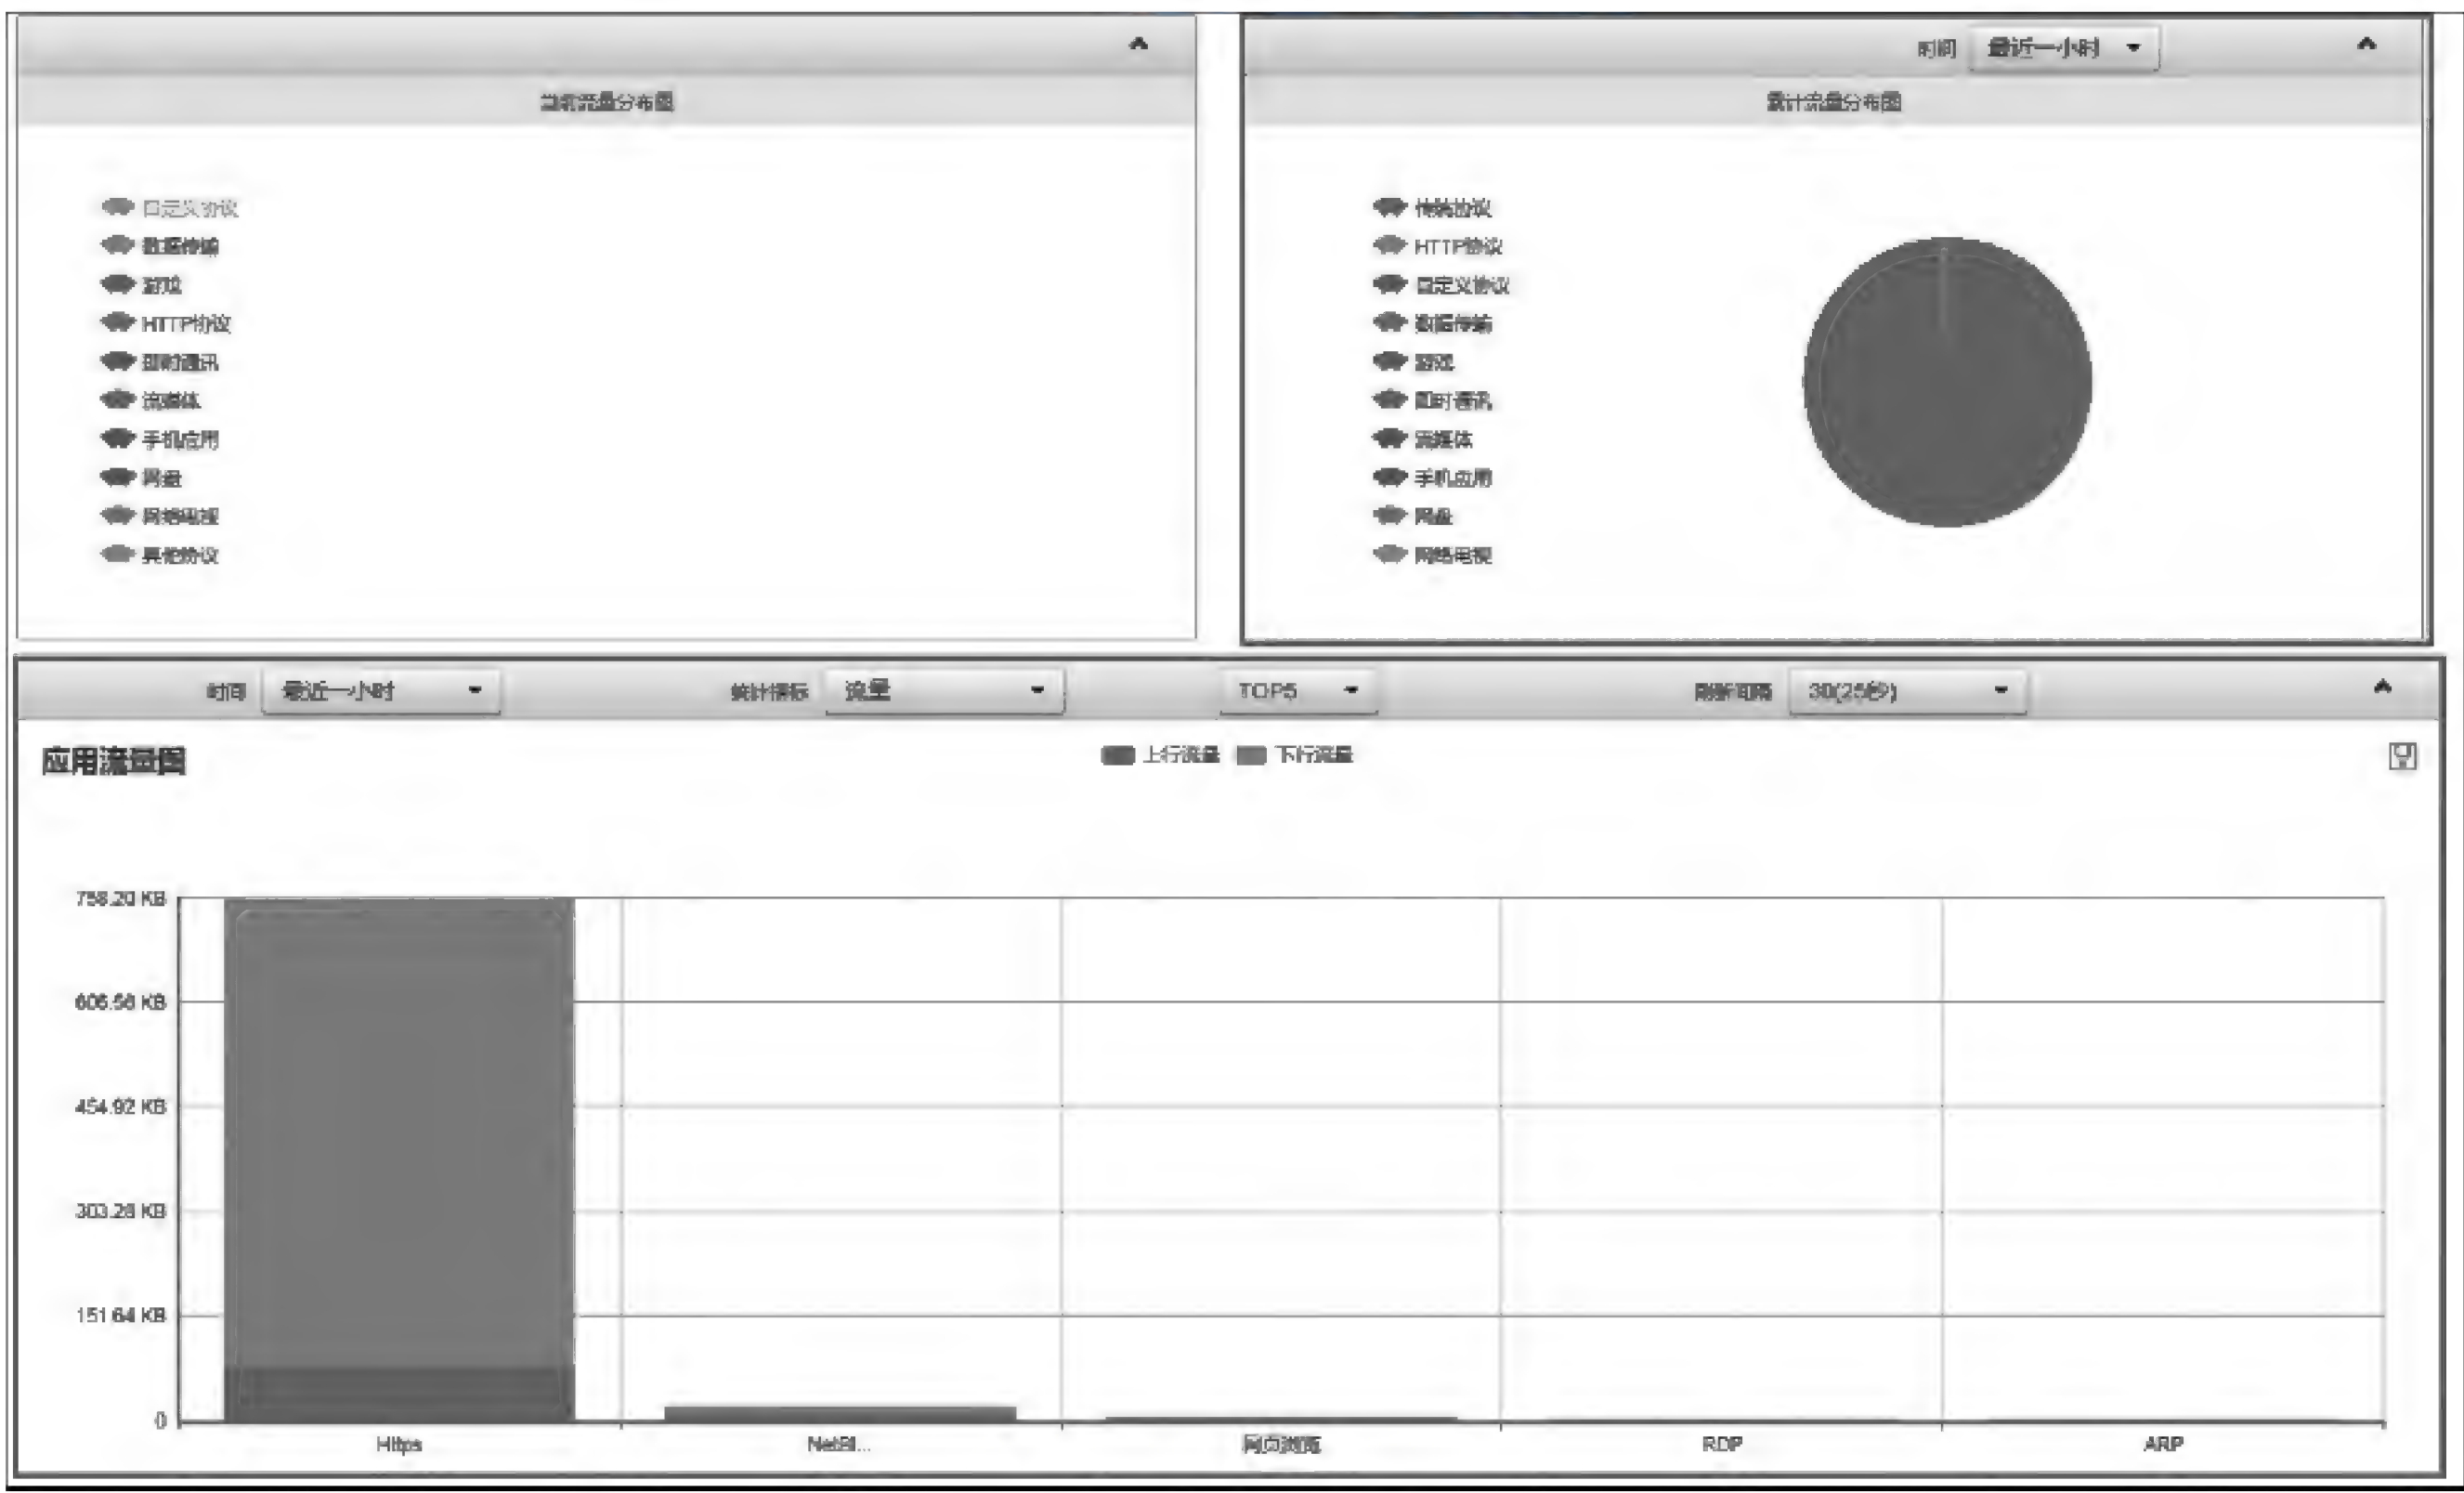 当前流量分布图
自定义协议
数据传输
游戏
HTTP协议
即时通讯
流媒体
手机应用
网盘
网络电视
其他协议
时间 最近一小时
累计流量分布图
传输协议
HTTP协议
自定义协议
数据传输
游戏
即时通讯
流媒体
手机应用
网盘
网络电视
时间 最近一小时 统计指标 流量 TOP5 刷新间隔 30(25秒)
应用流量图
上行流量 下行流量
758.20 KB
606.56 KB
454.92 KB
303.28 KB
151.64 KB
0
Https NetBI... 网页浏览 RDP ARP